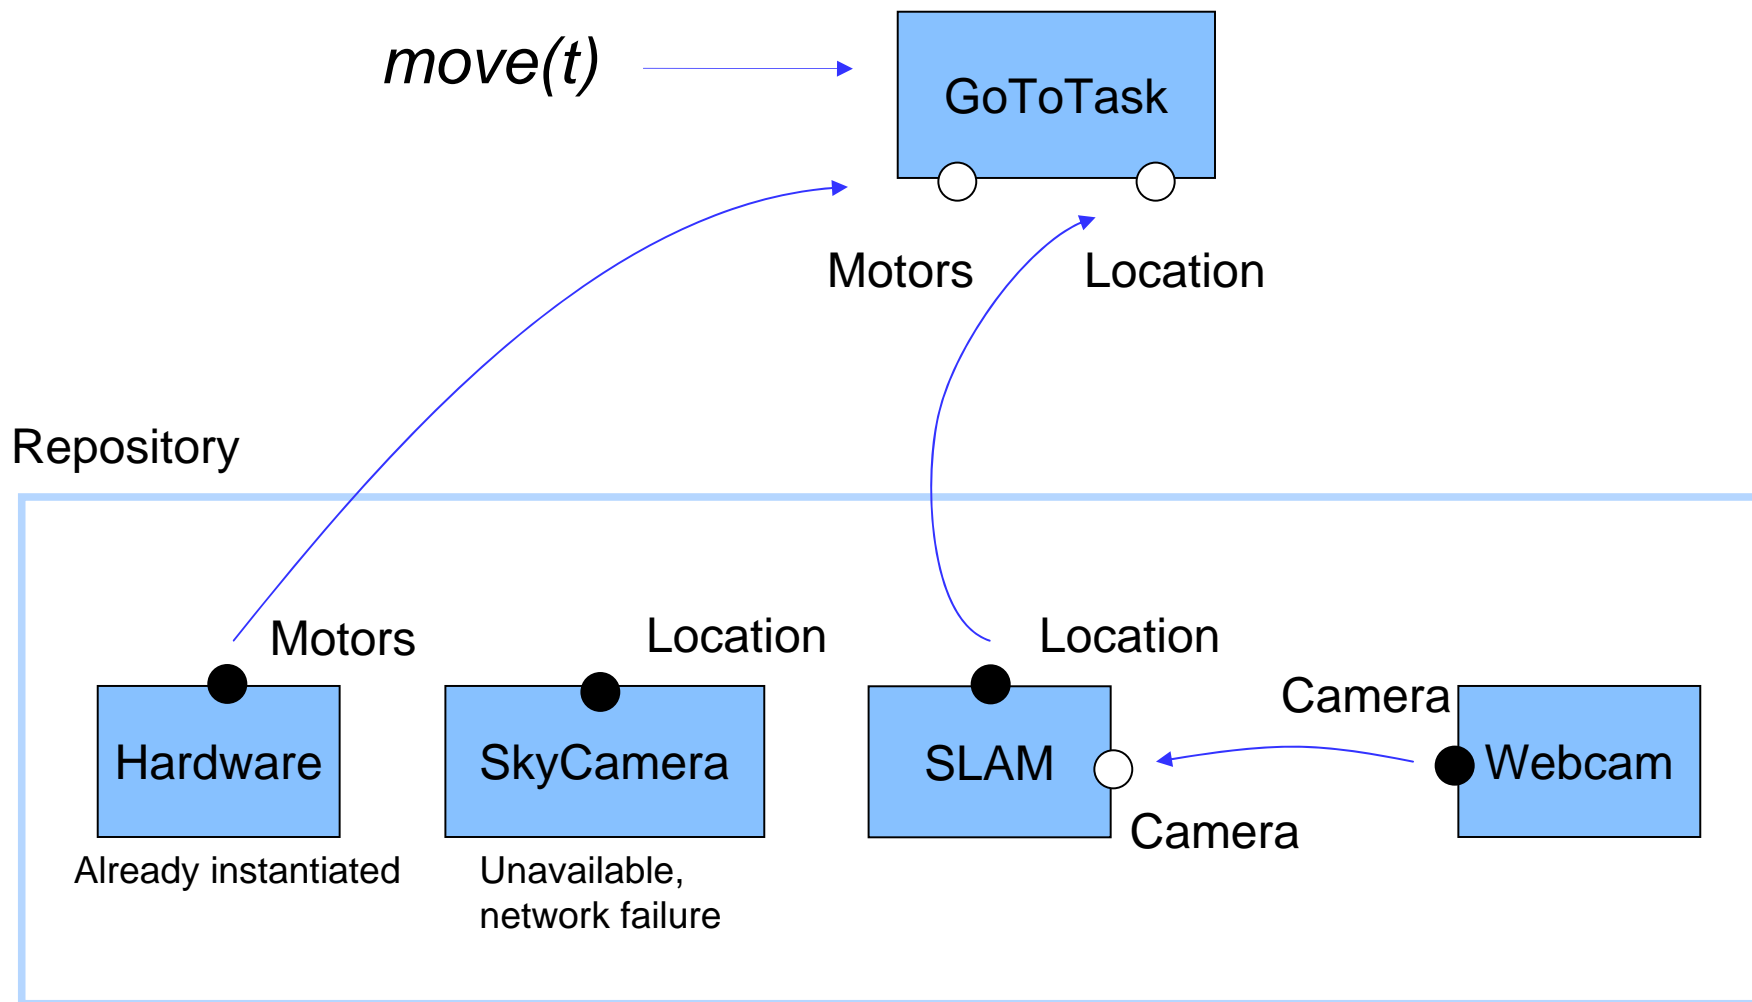 move(t)
GoToTask
Motors
Location
Repository
Motors
Location
Location
Camera
Hardware
SkyCamera
SLAM
Webcam
Camera
Already instantiated
Unavailable,
network failure